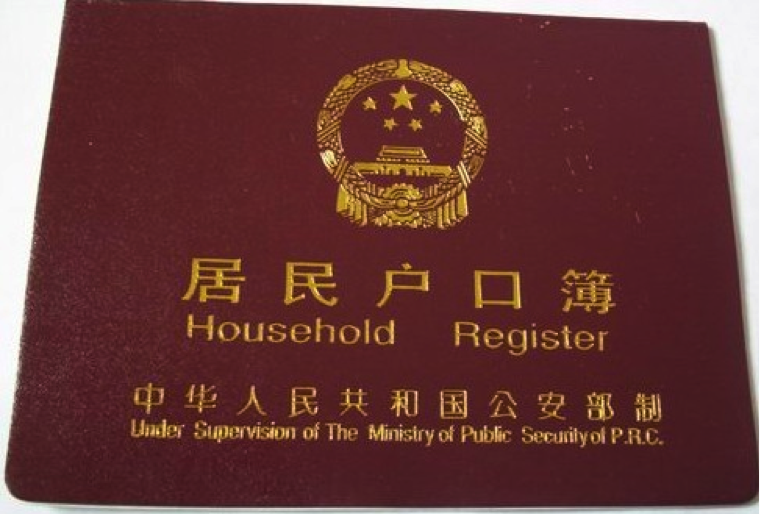 居民户口簿
Household Register
中华人民共和国公安部制
Under Supervision of The Ministry of Public Security of P.R.C.